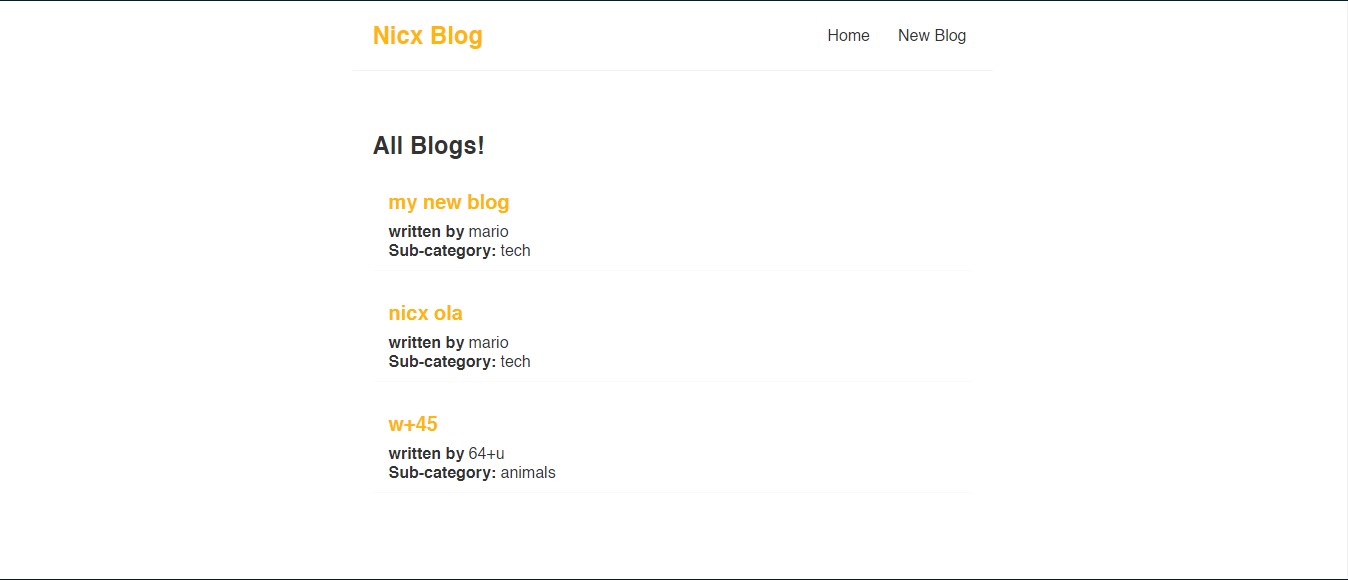 Nicx Blog
Home New Blog
All Blogs!
my new blog
written by mario
Sub-category: tech
nicx ola
written by mario
Sub-category: tech
w+45
written by 64+u
Sub-category: animals